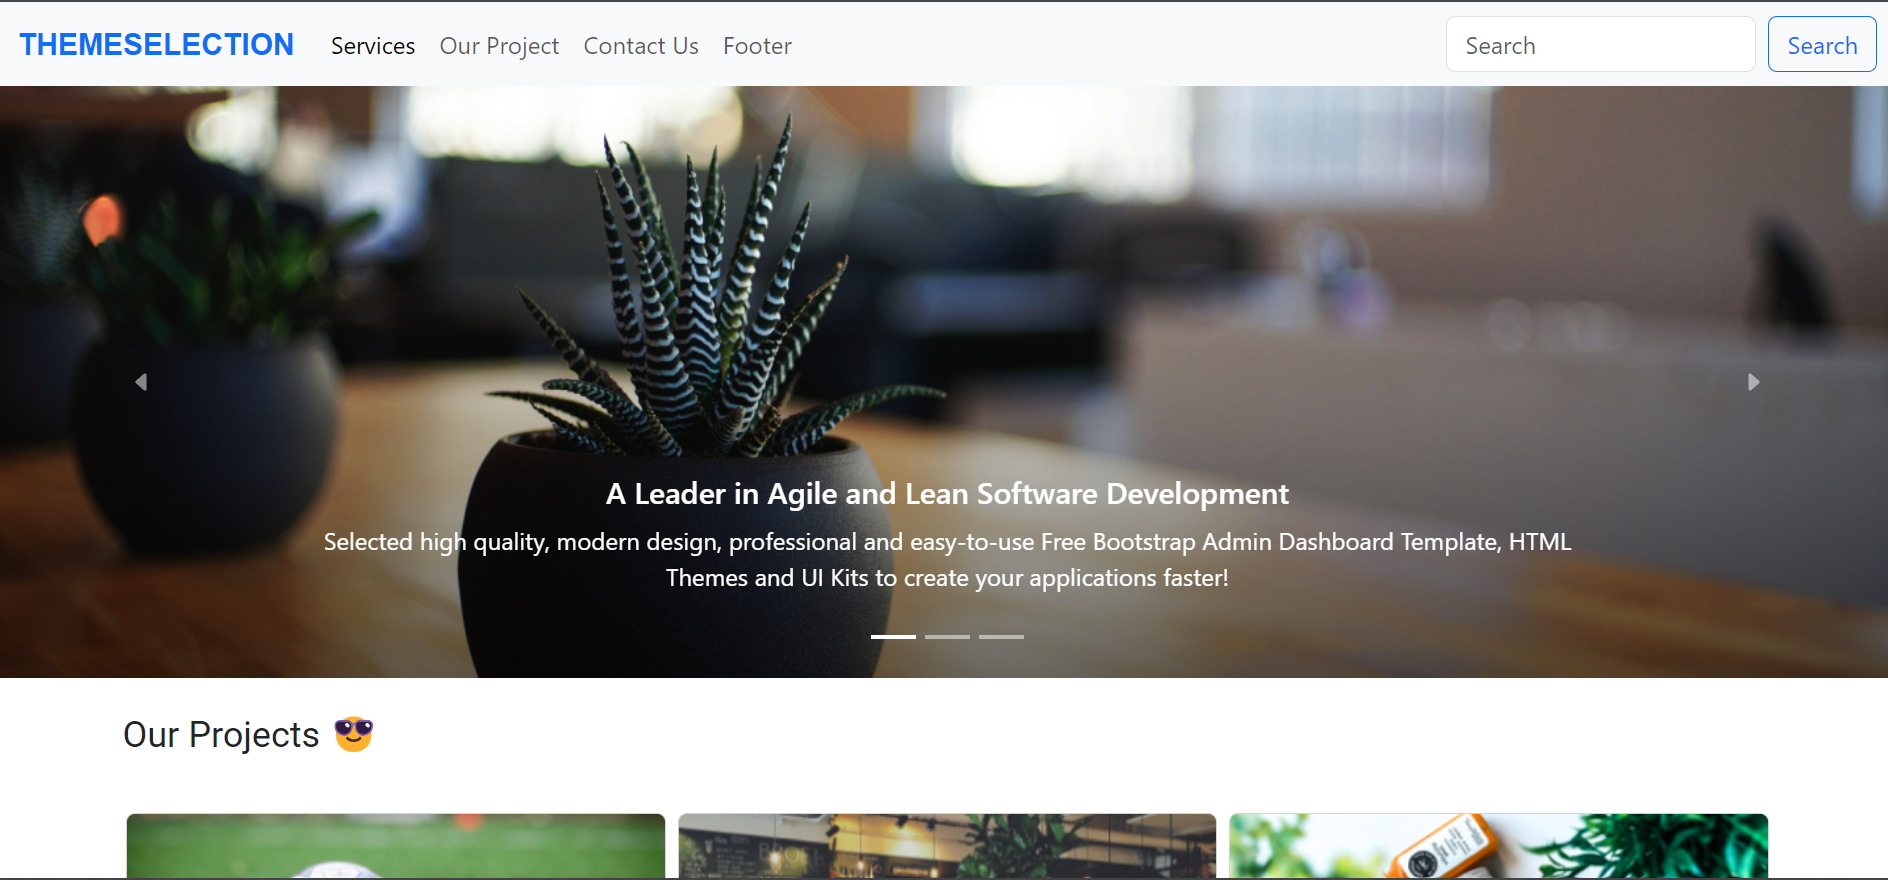 THEMESELECTION Services Our Project Contact Us Footer Search Search
A Leader in Agile and Lean Software Development
Selected high quality, modern design, professional and easy-to-use Free Bootstrap Admin Dashboard Template, HTML
Themes and UI Kits to create your applications faster!
Our Projects 😎